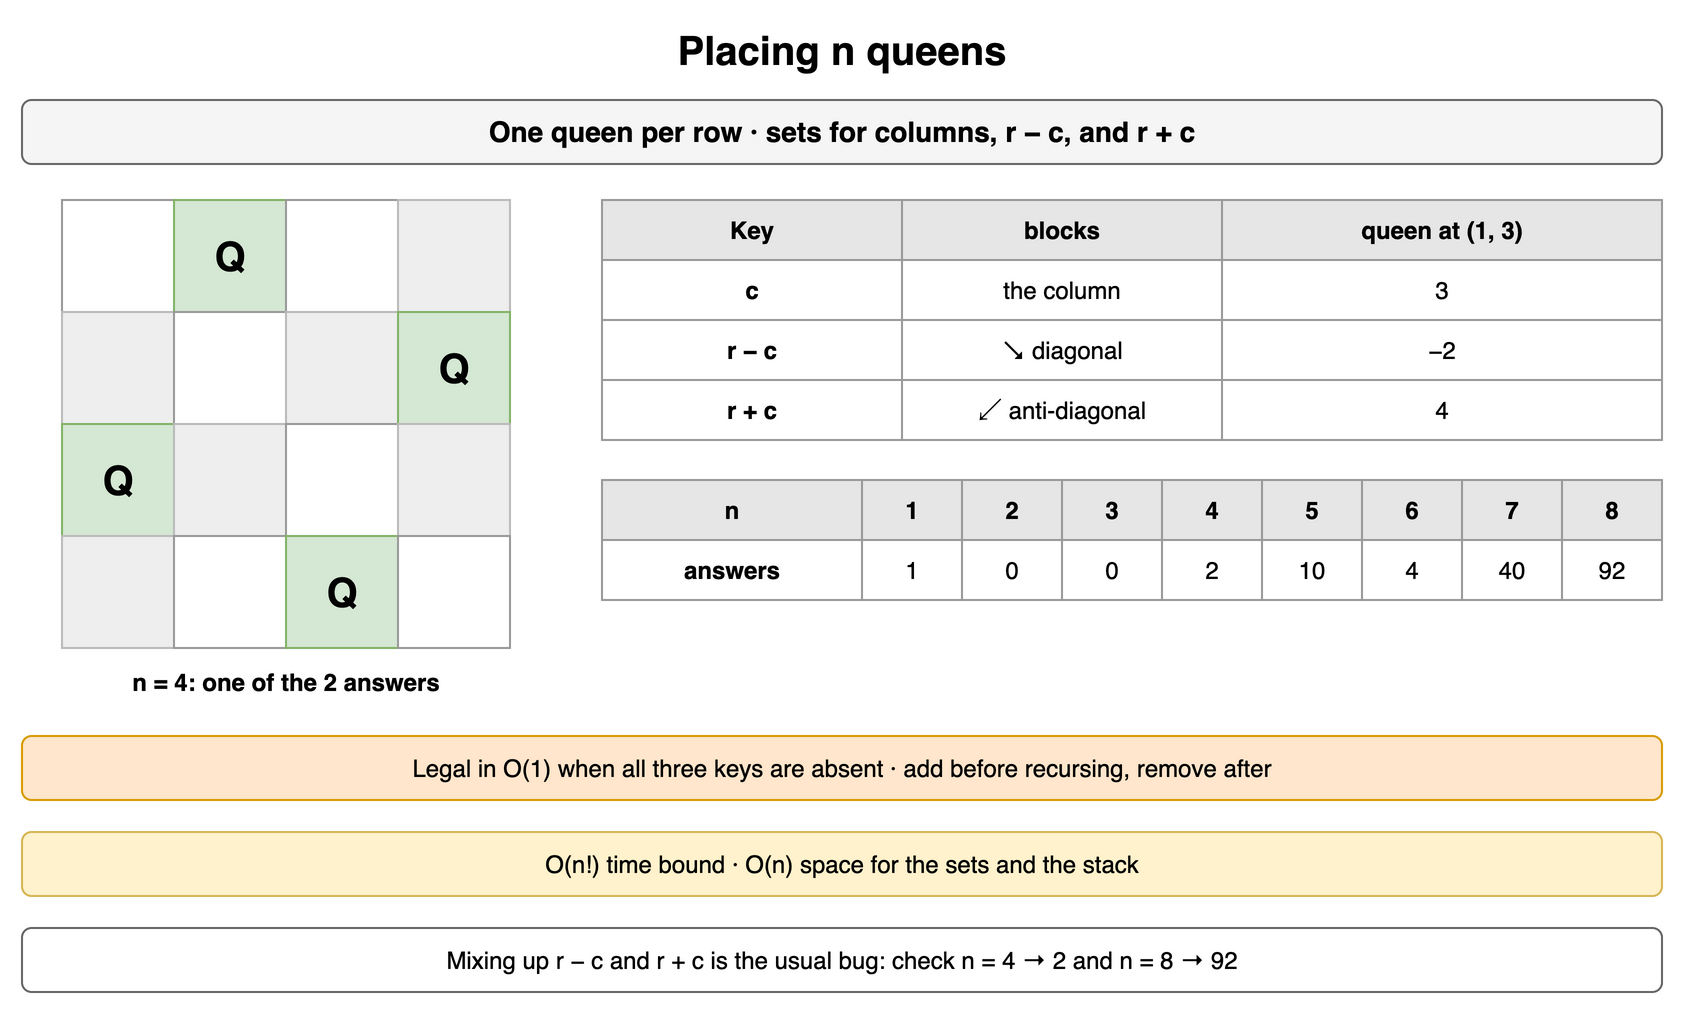 Placing n queens
One queen per row · sets for columns, r − c, and r + c
Q
Q
Q
Q
n = 4: one of the 2 answers
Key blocks queen at (1, 3)
c the column 3
r − c ↘ diagonal −2
r + c ↙ anti-diagonal 4
n 1 2 3 4 5 6 7 8
answers 1 0 0 2 10 4 40 92
Legal in O(1) when all three keys are absent · add before recursing, remove after
O(n!) time bound · O(n) space for the sets and the stack
Mixing up r − c and r + c is the usual bug: check n = 4 → 2 and n = 8 → 92